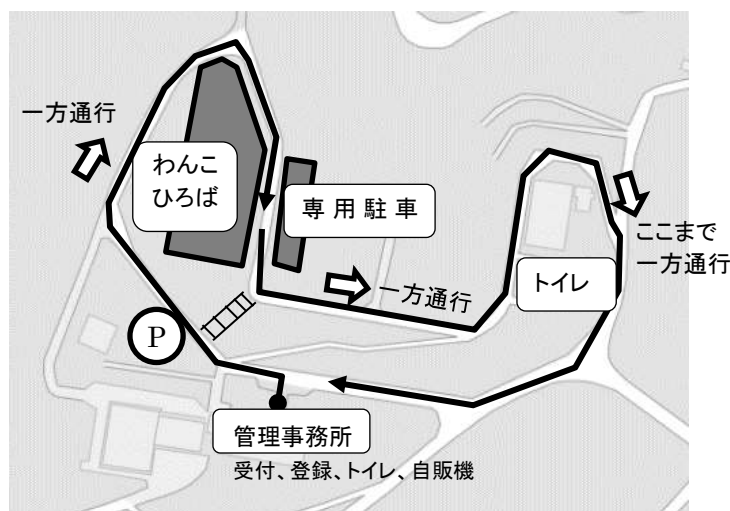 一方通行
わんこ
ひろば
専用駐車
ここまで
一方通行
一方通行
トイレ
P
管理事務所
受付、登録、トイレ、自販機